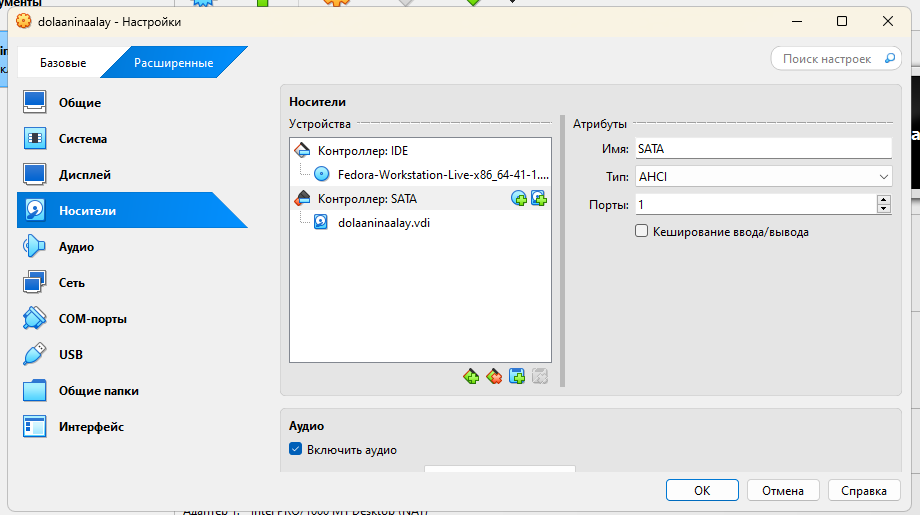 dolaaninaalay - Настройки
Базовые
Расширенные
Поиск настроек
Общие
Система
Дисплей
Носители
Аудио
Сеть
COM-порты
USB
Общие папки
Интерфейс
Носители
Устройства
Контроллер: IDE
Fedora-Workstation-Live-x86_64-41-1....
Контроллер: SATA
dolaaninaalay.vdi
Атрибуты
Имя: SATA
Тип: AHCI
Порты: 1
Кеширование ввода/вывода
Аудио
Включить аудио
OK
Отмена
Справка